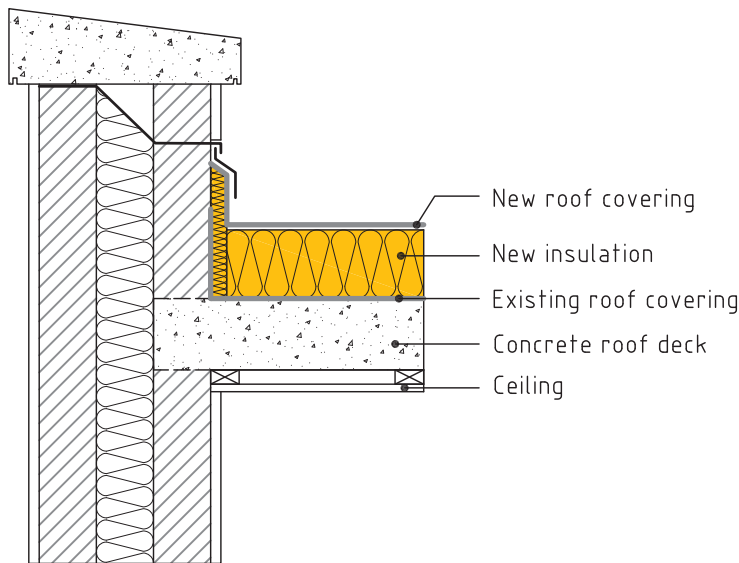 New roof covering
New insulation
Existing roof covering
Concrete roof deck
Ceiling